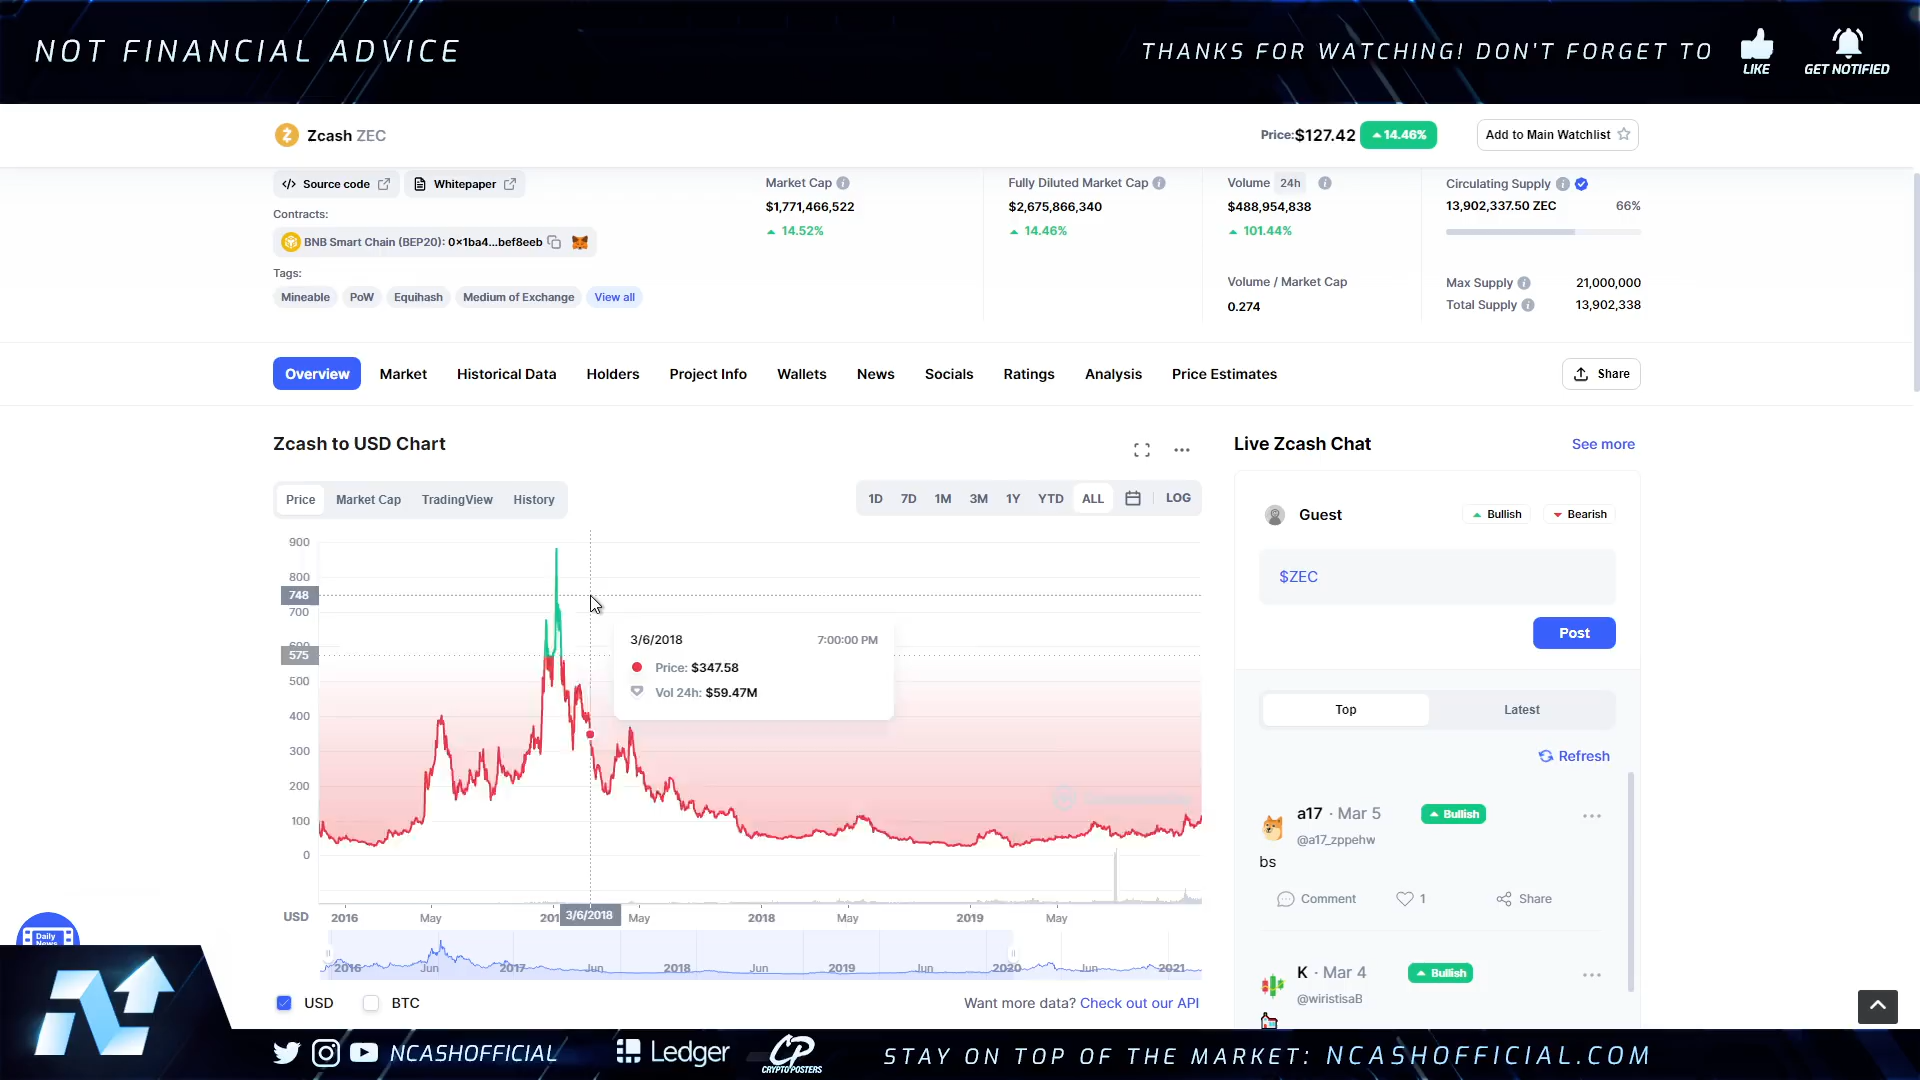 NOT FINANCIAL ADVICE
THANKS FOR WATCHING! DON'T FORGET TO
LIKE
GET NOTIFIED
Zcash ZEC
Price:$127.42
14.46%
Add to Main Watchlist
Source code
Whitepaper
Contracts:
BNB Smart Chain (BEP20): 0x1ba4...bef8eeb
Tags:
Mineable
PoW
Equihash
Medium of Exchange
View all
Market Cap
$1,771,466,522
14.52%
Fully Diluted Market Cap
$2,675,866,340
14.46%
Volume 24h
$488,954,838
101.44%
Volume / Market Cap
0.274
Circulating Supply
13,902,337.50 ZEC
66%
Max Supply
21,000,000
Total Supply
13,902,338
Overview
Market
Historical Data
Holders
Project Info
Wallets
News
Socials
Ratings
Analysis
Price Estimates
Share
Zcash to USD Chart
Price
Market Cap
TradingView
History
1D
7D
1M
3M
1Y
YTD
ALL
LOG
900
800
748
700
600
575
500
400
300
200
100
0
3/6/2018
7:00:00 PM
Price: $347.58
Vol 24h: $59.47M
USD
2016
May
201
3/6/2018
May
2018
May
2019
May
2016
Jun
2017
Jun
2018
Jun
2019
Jun
2020
Jun
2021
USD
BTC
Want more data? Check out our API
Live Zcash Chat
See more
Guest
Bullish
Bearish
$ZEC
Post
Top
Latest
Refresh
a17 · Mar 5
Bullish
@a17_zppehw
bs
Comment
1
Share
K · Mar 4
Bullish
@wiristisaB
Daily
News
NCASHOFFICIAL
Ledger
CP
CRYPTOPOSTERS
STAY ON TOP OF THE MARKET: NCASHOFFICIAL.COM